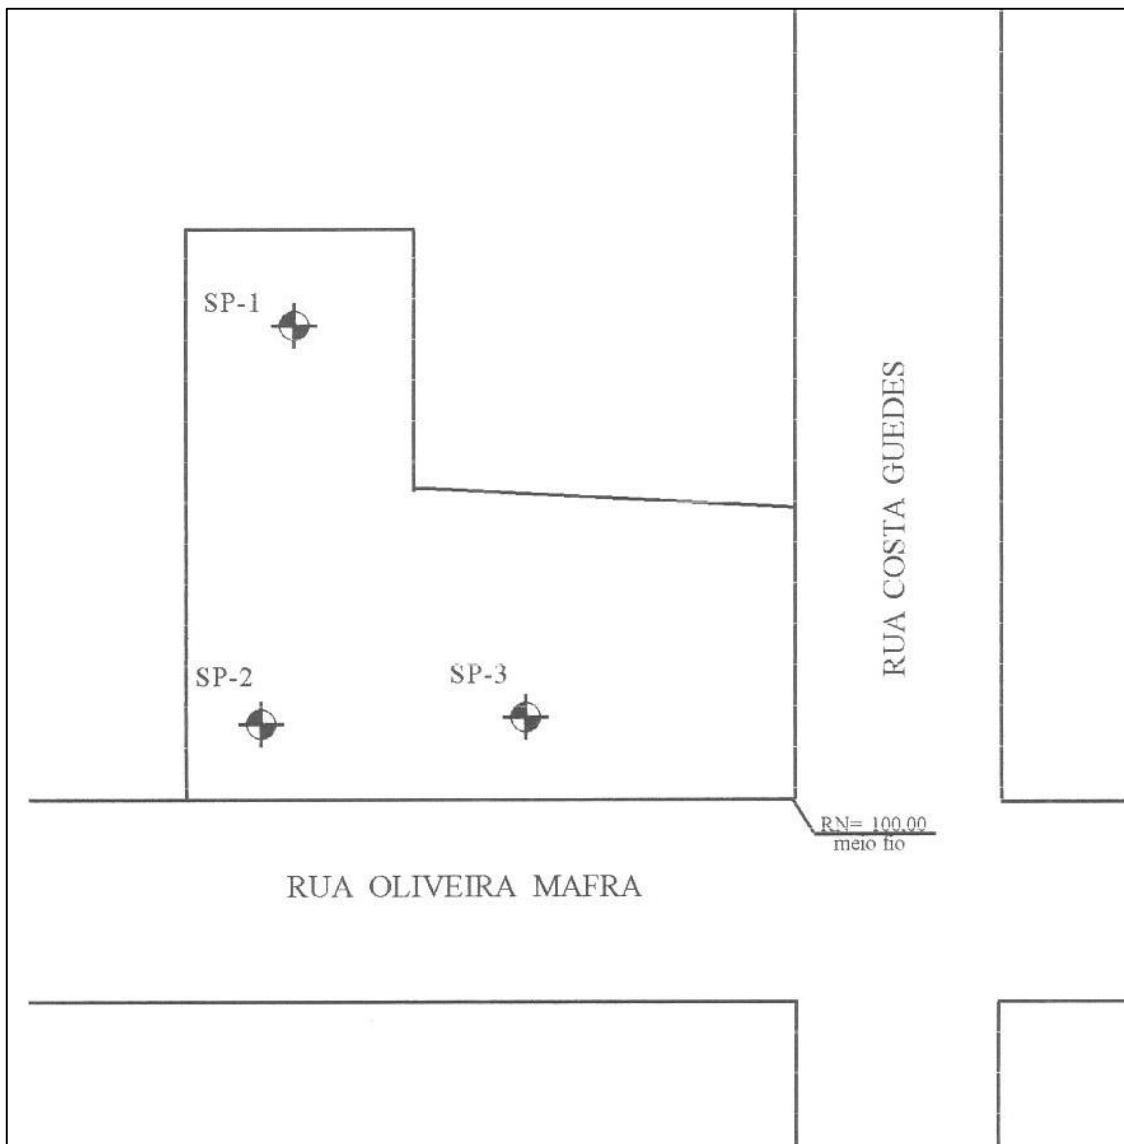 SP-1
RUA COSTA GUEDES
SP-2
SP-3
RN= 100.00
meio fio
RUA OLIVEIRA MAFRA